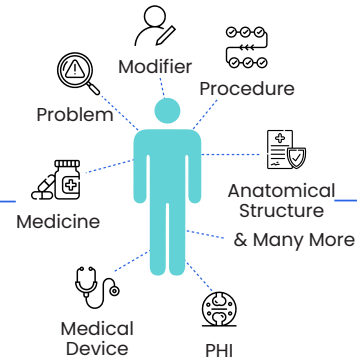 Modifier
Procedure
Problem
Anatomical
Structure
Medicine
& Many More
Medical
Device
PHI